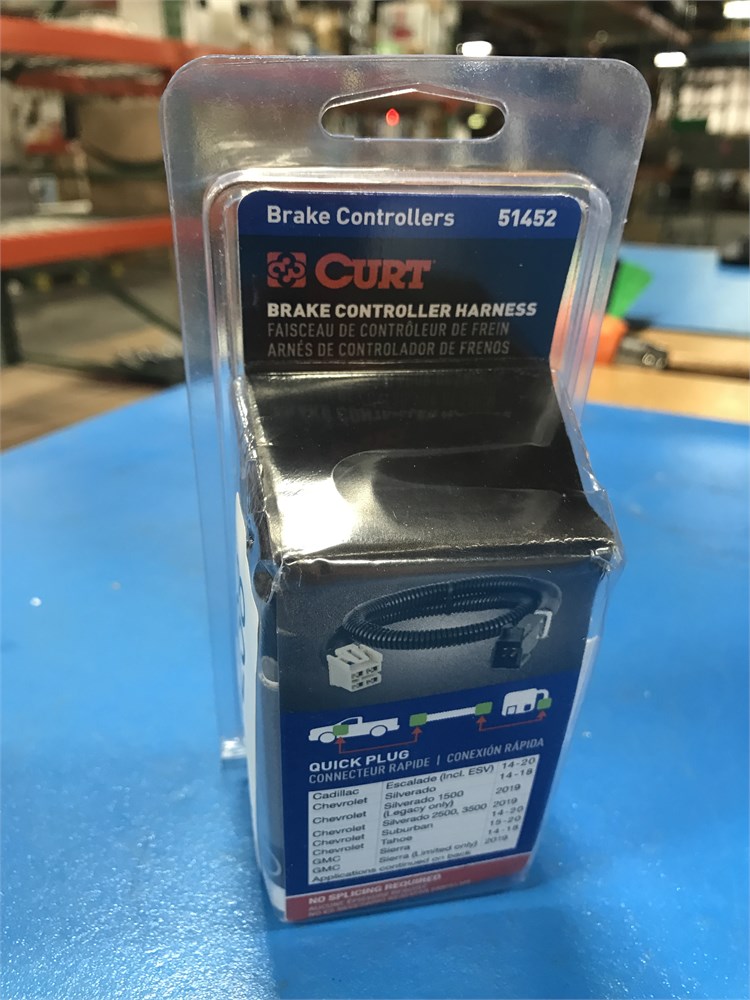 Brake Controllers 51452
CURT
BRAKE CONTROLLER HARNESS
FAISCEAU DE CONTRÔLEUR DE FREIN
ARNÉS DE CONTROLADOR DE FRENOS
QUICK PLUG
CONNECTEUR RAPIDE | CONEXIÓN RÁPIDA
Cadillac Escalade (Incl. ESV) 14-20
Chevrolet Silverado 14-18
Chevrolet Silverado 1500 (Legacy only) 2019
Chevrolet Silverado 2500, 3500 2019
Chevrolet Suburban 14-20
Chevrolet Tahoe 15-20
GMC Sierra 14-18
GMC Sierra (Limited only) 2019
Applications continued on back
NO SPLICING REQUIRED